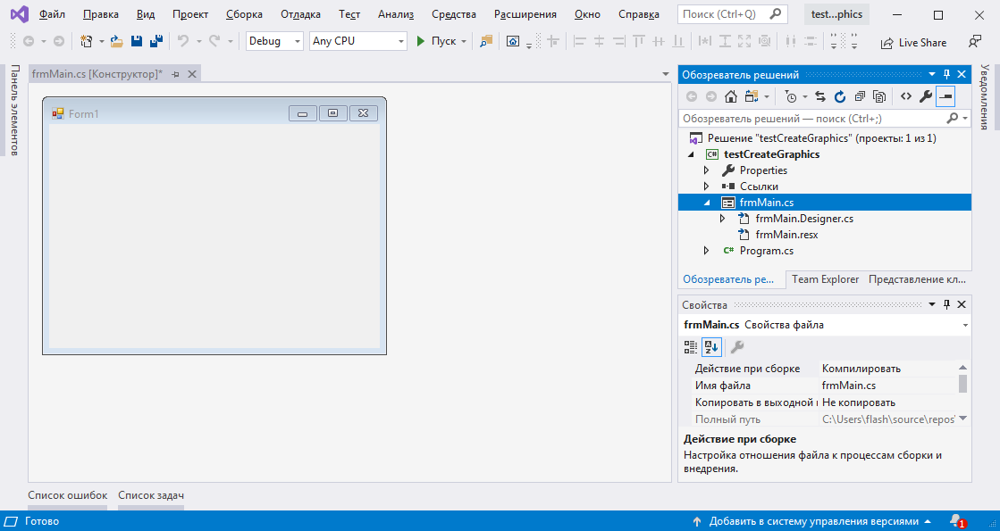 Файл Правка Вид Проект Сборка Отладка Тест Анализ Средства Расширения Окно Справка Поиск (Ctrl+Q) test...phics
Debug Any CPU Пуск Live Share
Панель элементов
frmMain.cs [Конструктор]*
Form1
Обозреватель решений
Обозреватель решений — поиск (Ctrl+;)
Решение "testCreateGraphics" (проекты: 1 из 1)
C# testCreateGraphics
Properties
Ссылки
frmMain.cs
frmMain.Designer.cs
frmMain.resx
C# Program.cs
Обозреватель ре... Team Explorer Представление кл...
Уведомления
Свойства
frmMain.cs Свойства файла
Действие при сборке Компилировать
Имя файла frmMain.cs
Копировать в выходной Не копировать
Полный путь C:\Users\flash\source\repos\
Действие при сборке
Настройка отношения файла к процессам сборки и
внедрения.
Список ошибок Список задач
Готово Добавить в систему управления версиями 1